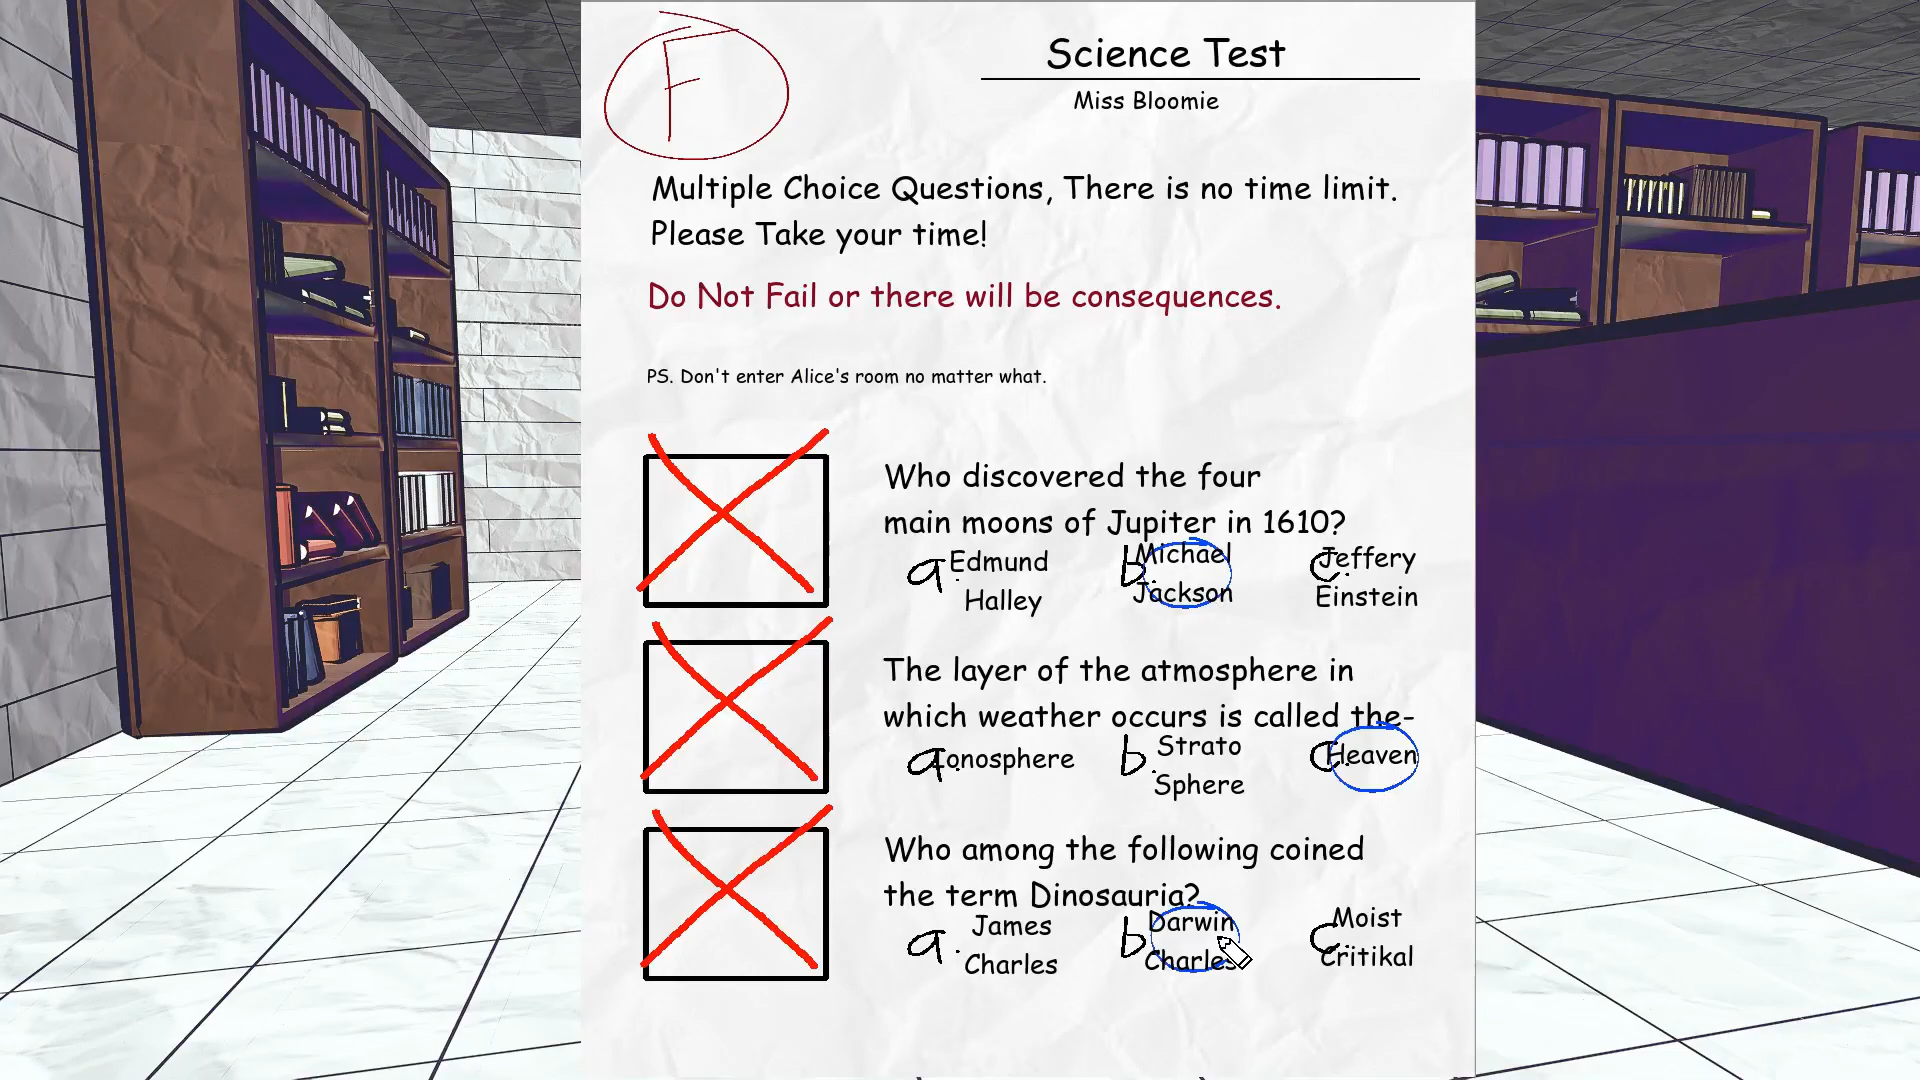 F
Science Test
Miss Bloomie
Multiple Choice Questions, There is no time limit.
Please Take your time!
Do Not Fail or there will be consequences.
PS. Don't enter Alice's room no matter what.
Who discovered the four
main moons of Jupiter in 1610?
a. Edmund Halley
b. Michael Jackson
c. Jeffery Einstein
The layer of the atmosphere in
which weather occurs is called the-
a. Ionosphere
b. Strato Sphere
c. Heaven
Who among the following coined
the term Dinosauria?
a. James Charles
b. Darwin Charles
c. Moist Critikal